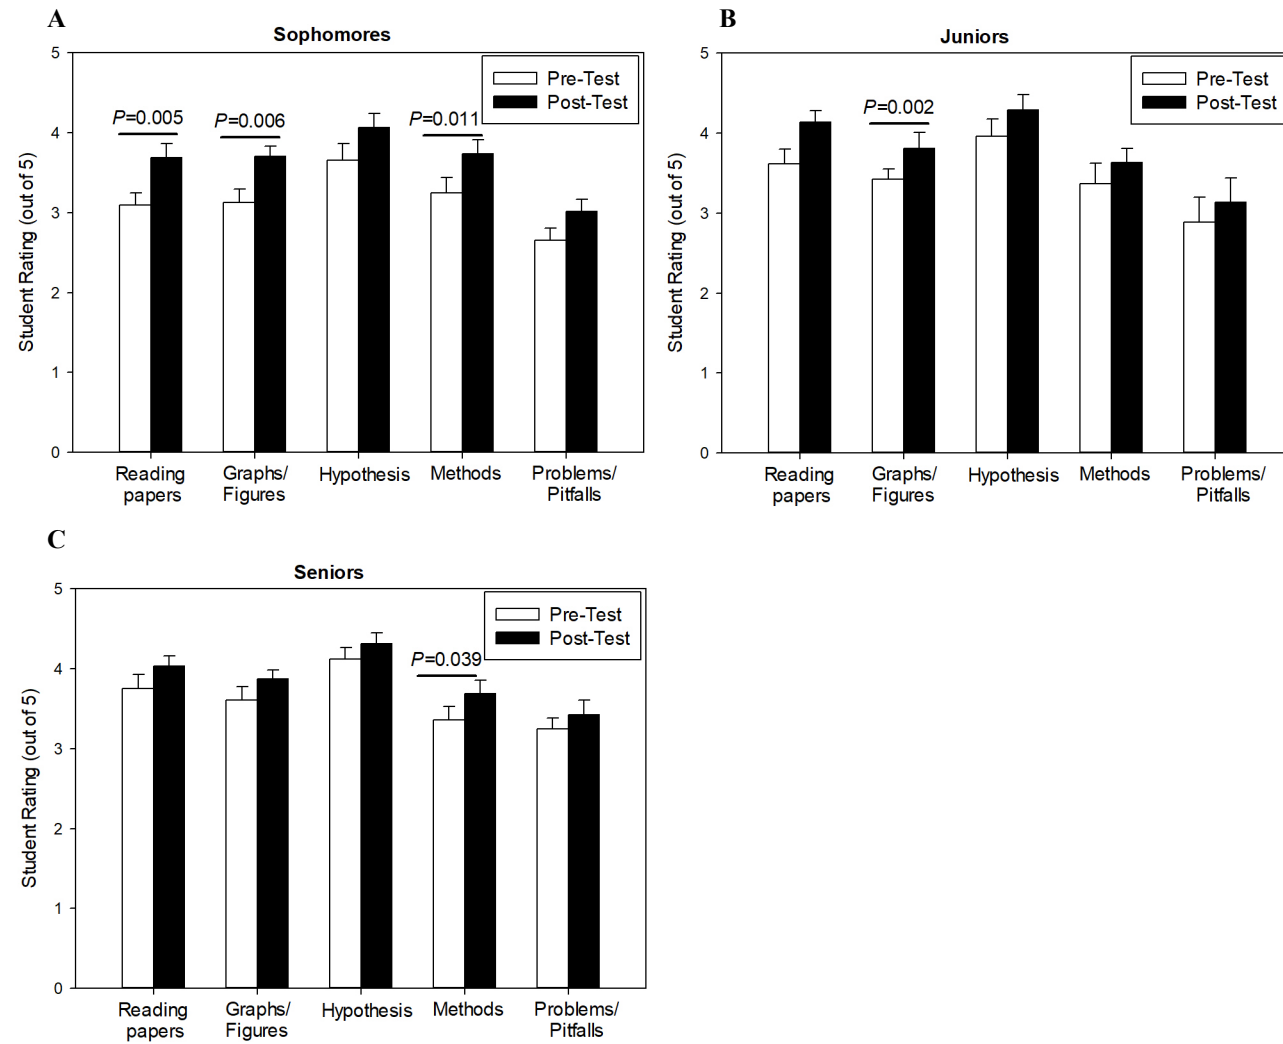 A
Sophomores
Student Rating (out of 5)
5
4
3
2
1
0
Pre-Test
Post-Test
P=0.005
P=0.006
P=0.011
Reading
papers
Graphs/
Figures
Hypothesis
Methods
Problems/
Pitfalls
B
Juniors
Student Rating (out of 5)
5
4
3
2
1
0
Pre-Test
Post-Test
P=0.002
Reading
papers
Graphs/
Figures
Hypothesis
Methods
Problems/
Pitfalls
C
Seniors
Student Rating (out of 5)
5
4
3
2
1
0
Pre-Test
Post-Test
P=0.039
Reading
papers
Graphs/
Figures
Hypothesis
Methods
Problems/
Pitfalls